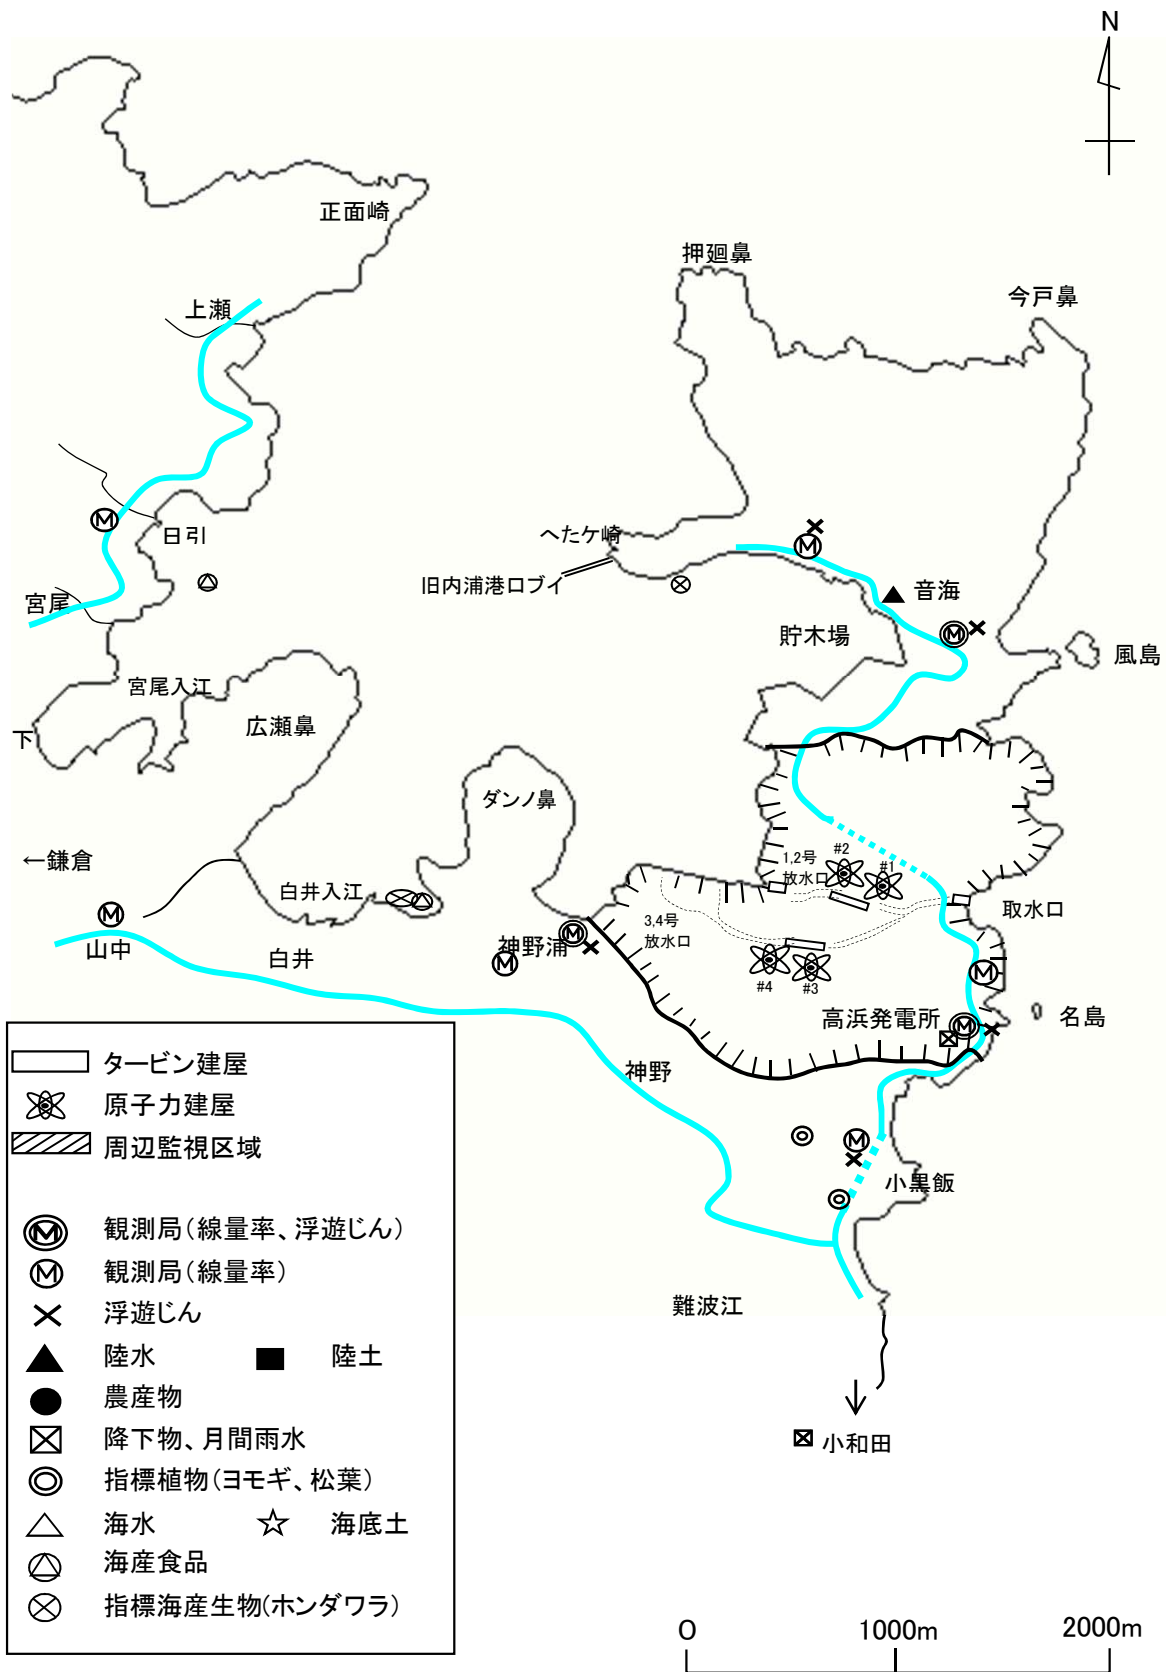 N
正面崎
押廻鼻
今戸鼻
上瀬
へたケ崎
日引
旧内浦港ロブイ
音海
宮尾
貯木場
風島
宮尾入江
広瀬鼻
下
ダンノ鼻
#2
1,2号
#1
放水口
←鎌倉
白井入江
取水口
3,4号
放水口
山中
白井
神野浦
#4
#3
高浜発電所
名島
神野
小黒飯
難波江
小和田
タービン建屋
原子力建屋
周辺監視区域
M 観測局(線量率、浮遊じん)
M 観測局(線量率)
浮遊じん
陸水 陸土
農産物
降下物、月間雨水
指標植物(ヨモギ、松葉)
海水 海底土
海産食品
指標海産生物(ホンダワラ)
O 1000m 2000m